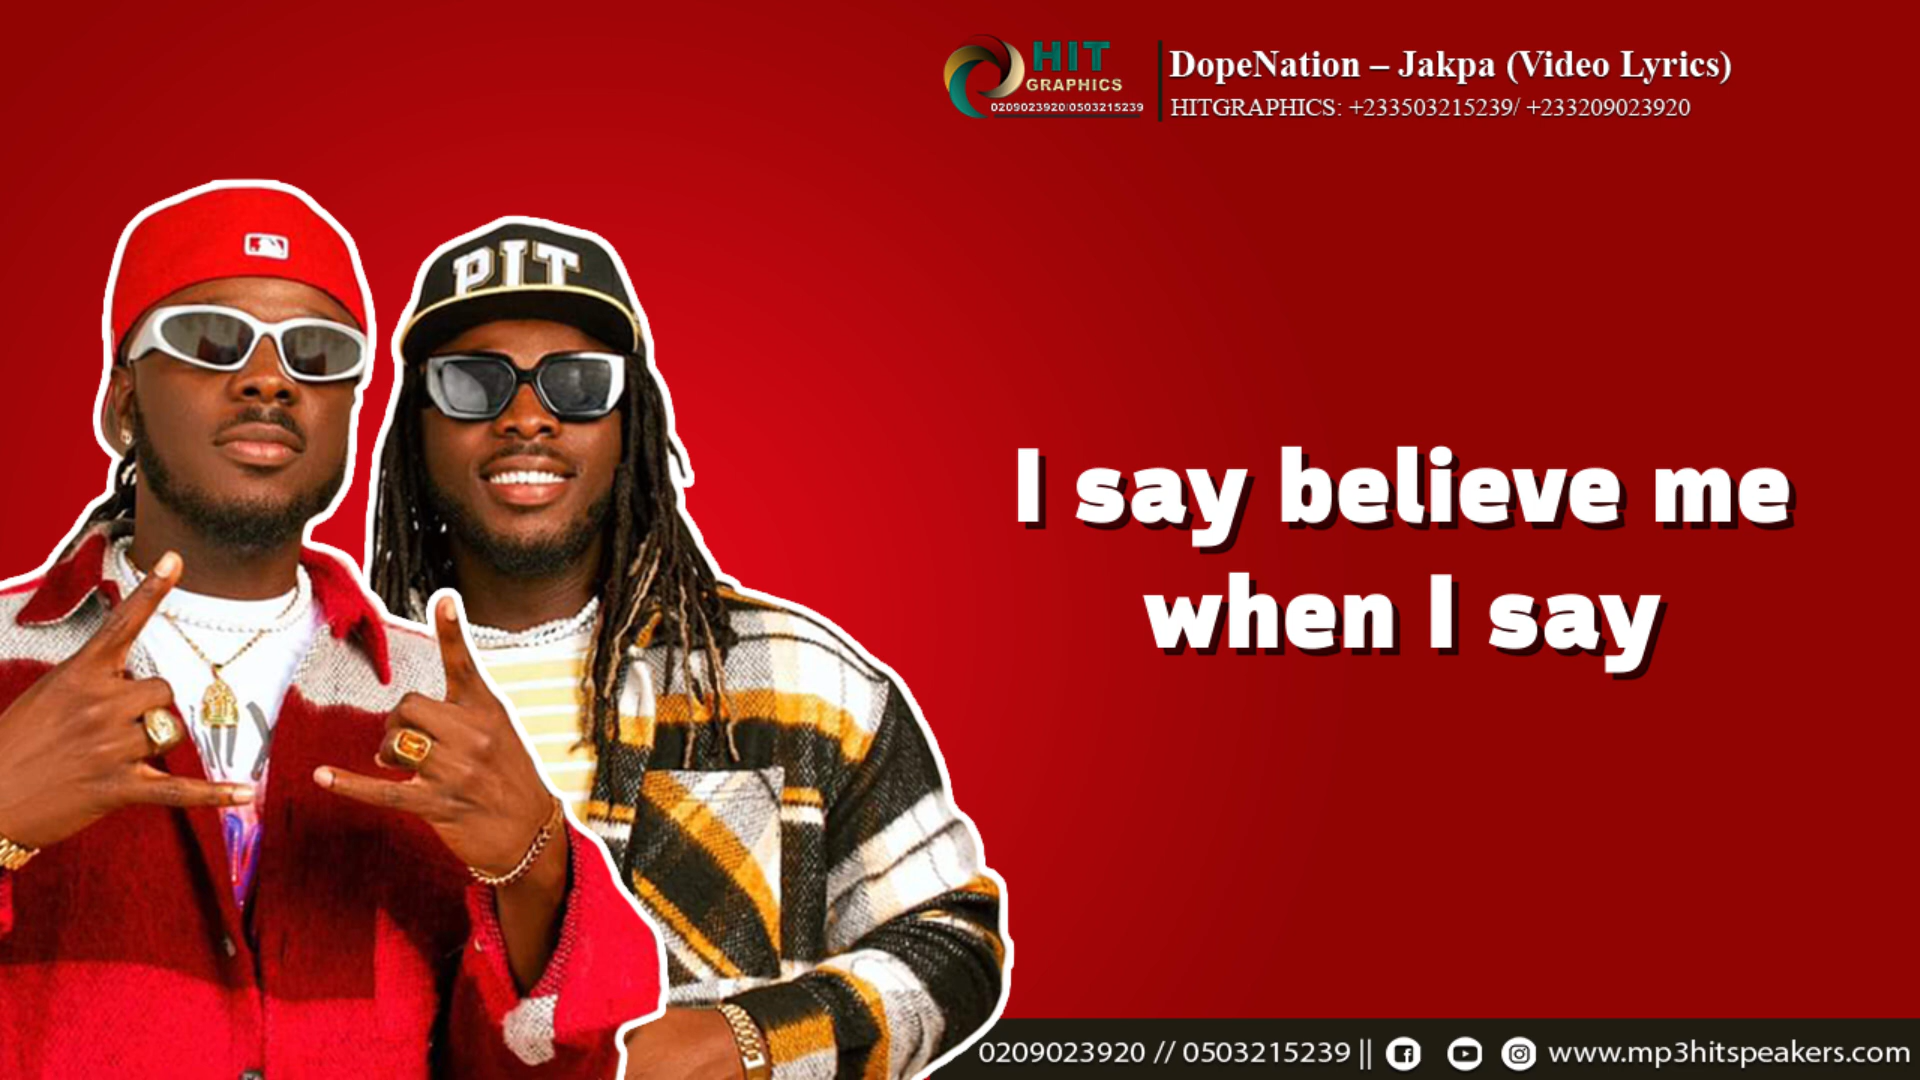 HIT
GRAPHICS
0209023920/0503215239
DopeNation – Jakpa (Video Lyrics)
HITGRAPHICS: +233503215239/ +233209023920
PIT
I say believe me
when I say
0209023920 // 0503215239 || www.mp3hitspeakers.com